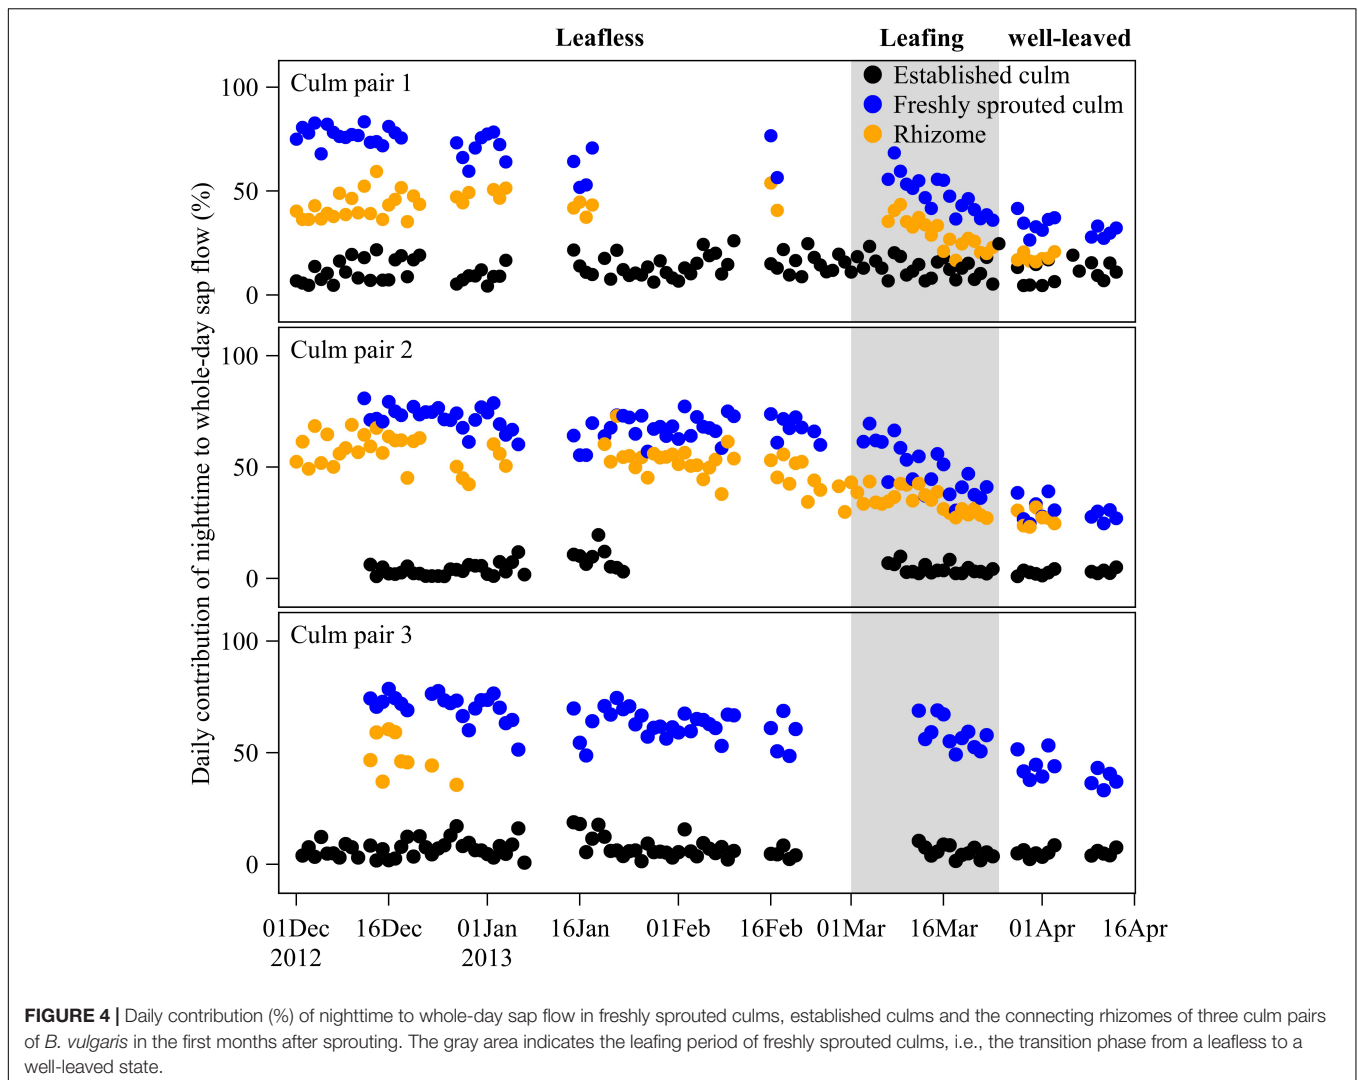 Leafless Leafing well-leaved
Culm pair 1
Established culm
Freshly sprouted culm
Rhizome
100
50
0
Daily contribution of nighttime to whole-day sap flow (%)
Culm pair 2
100
50
0
Culm pair 3
100
50
0
01Dec 16Dec 01Jan 16Jan 01Feb 16Feb 01Mar 16Mar 01Apr 16Apr
2012 2013
FIGURE 4 | Daily contribution (%) of nighttime to whole-day sap flow in freshly sprouted culms, established culms and the connecting rhizomes of three culm pairs
of B. vulgaris in the first months after sprouting. The gray area indicates the leafing period of freshly sprouted culms, i.e., the transition phase from a leafless to a
well-leaved state.